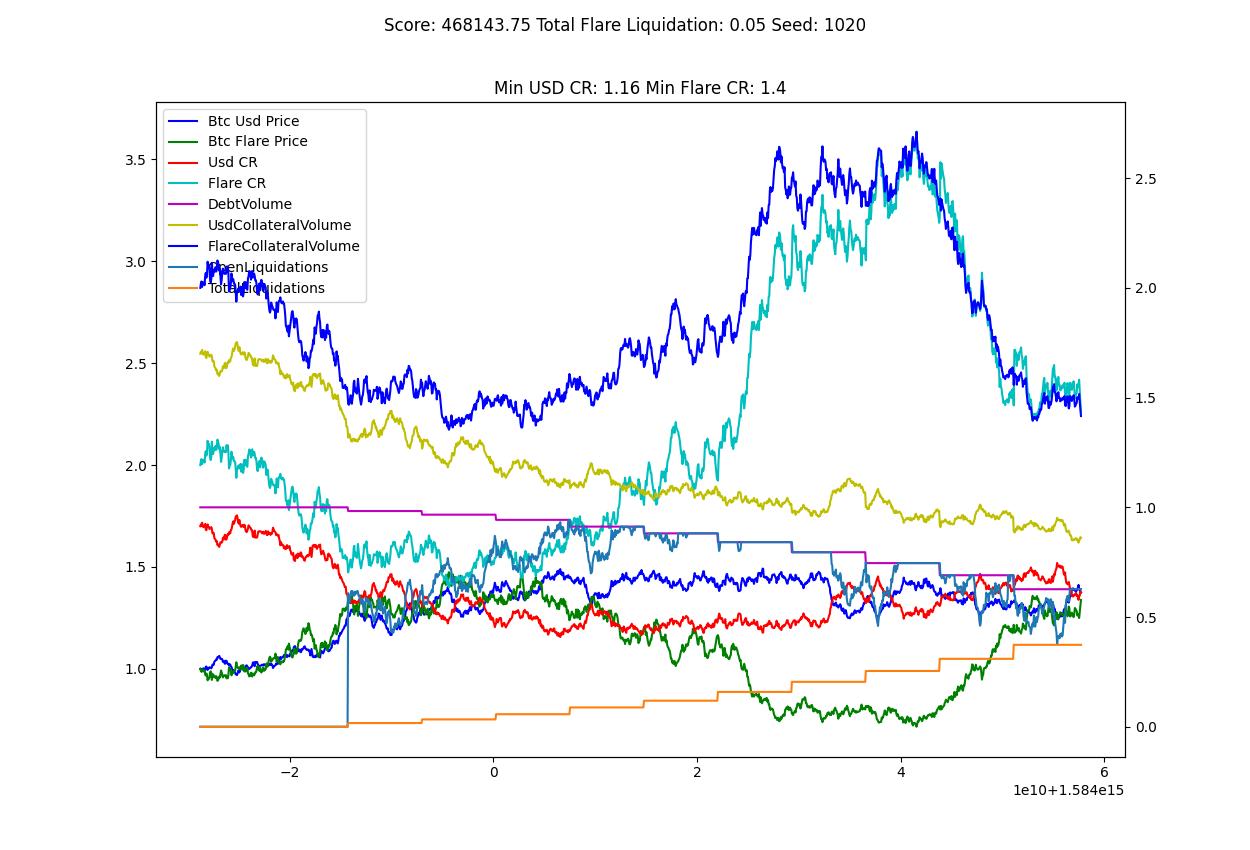 Score: 468143.75 Total Flare Liquidation: 0.05 Seed: 1020
Min USD CR: 1.16 Min Flare CR: 1.4
Btc Usd Price
Btc Flare Price
Usd CR
Flare CR
DebtVolume
UsdCollateralVolume
FlareCollateralVolume
OpenLiquidations
TotalLiquidations
3.5
3.0
2.5
2.0
1.5
1.0
2.5
2.0
1.5
1.0
0.5
0.0
−2
0
2
4
6
1e10+1.584e15